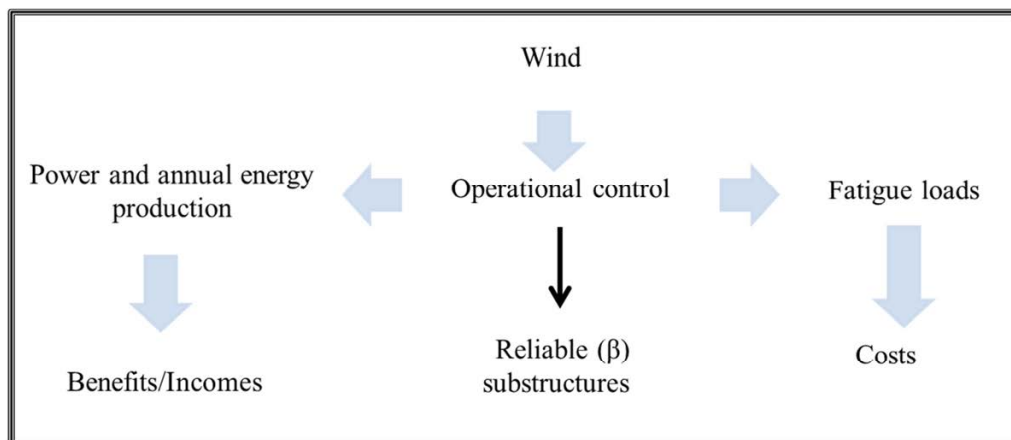 Wind
Power and annual energy
production
Operational control
Fatigue loads
Benefits/Incomes
Reliable (β)
substructures
Costs